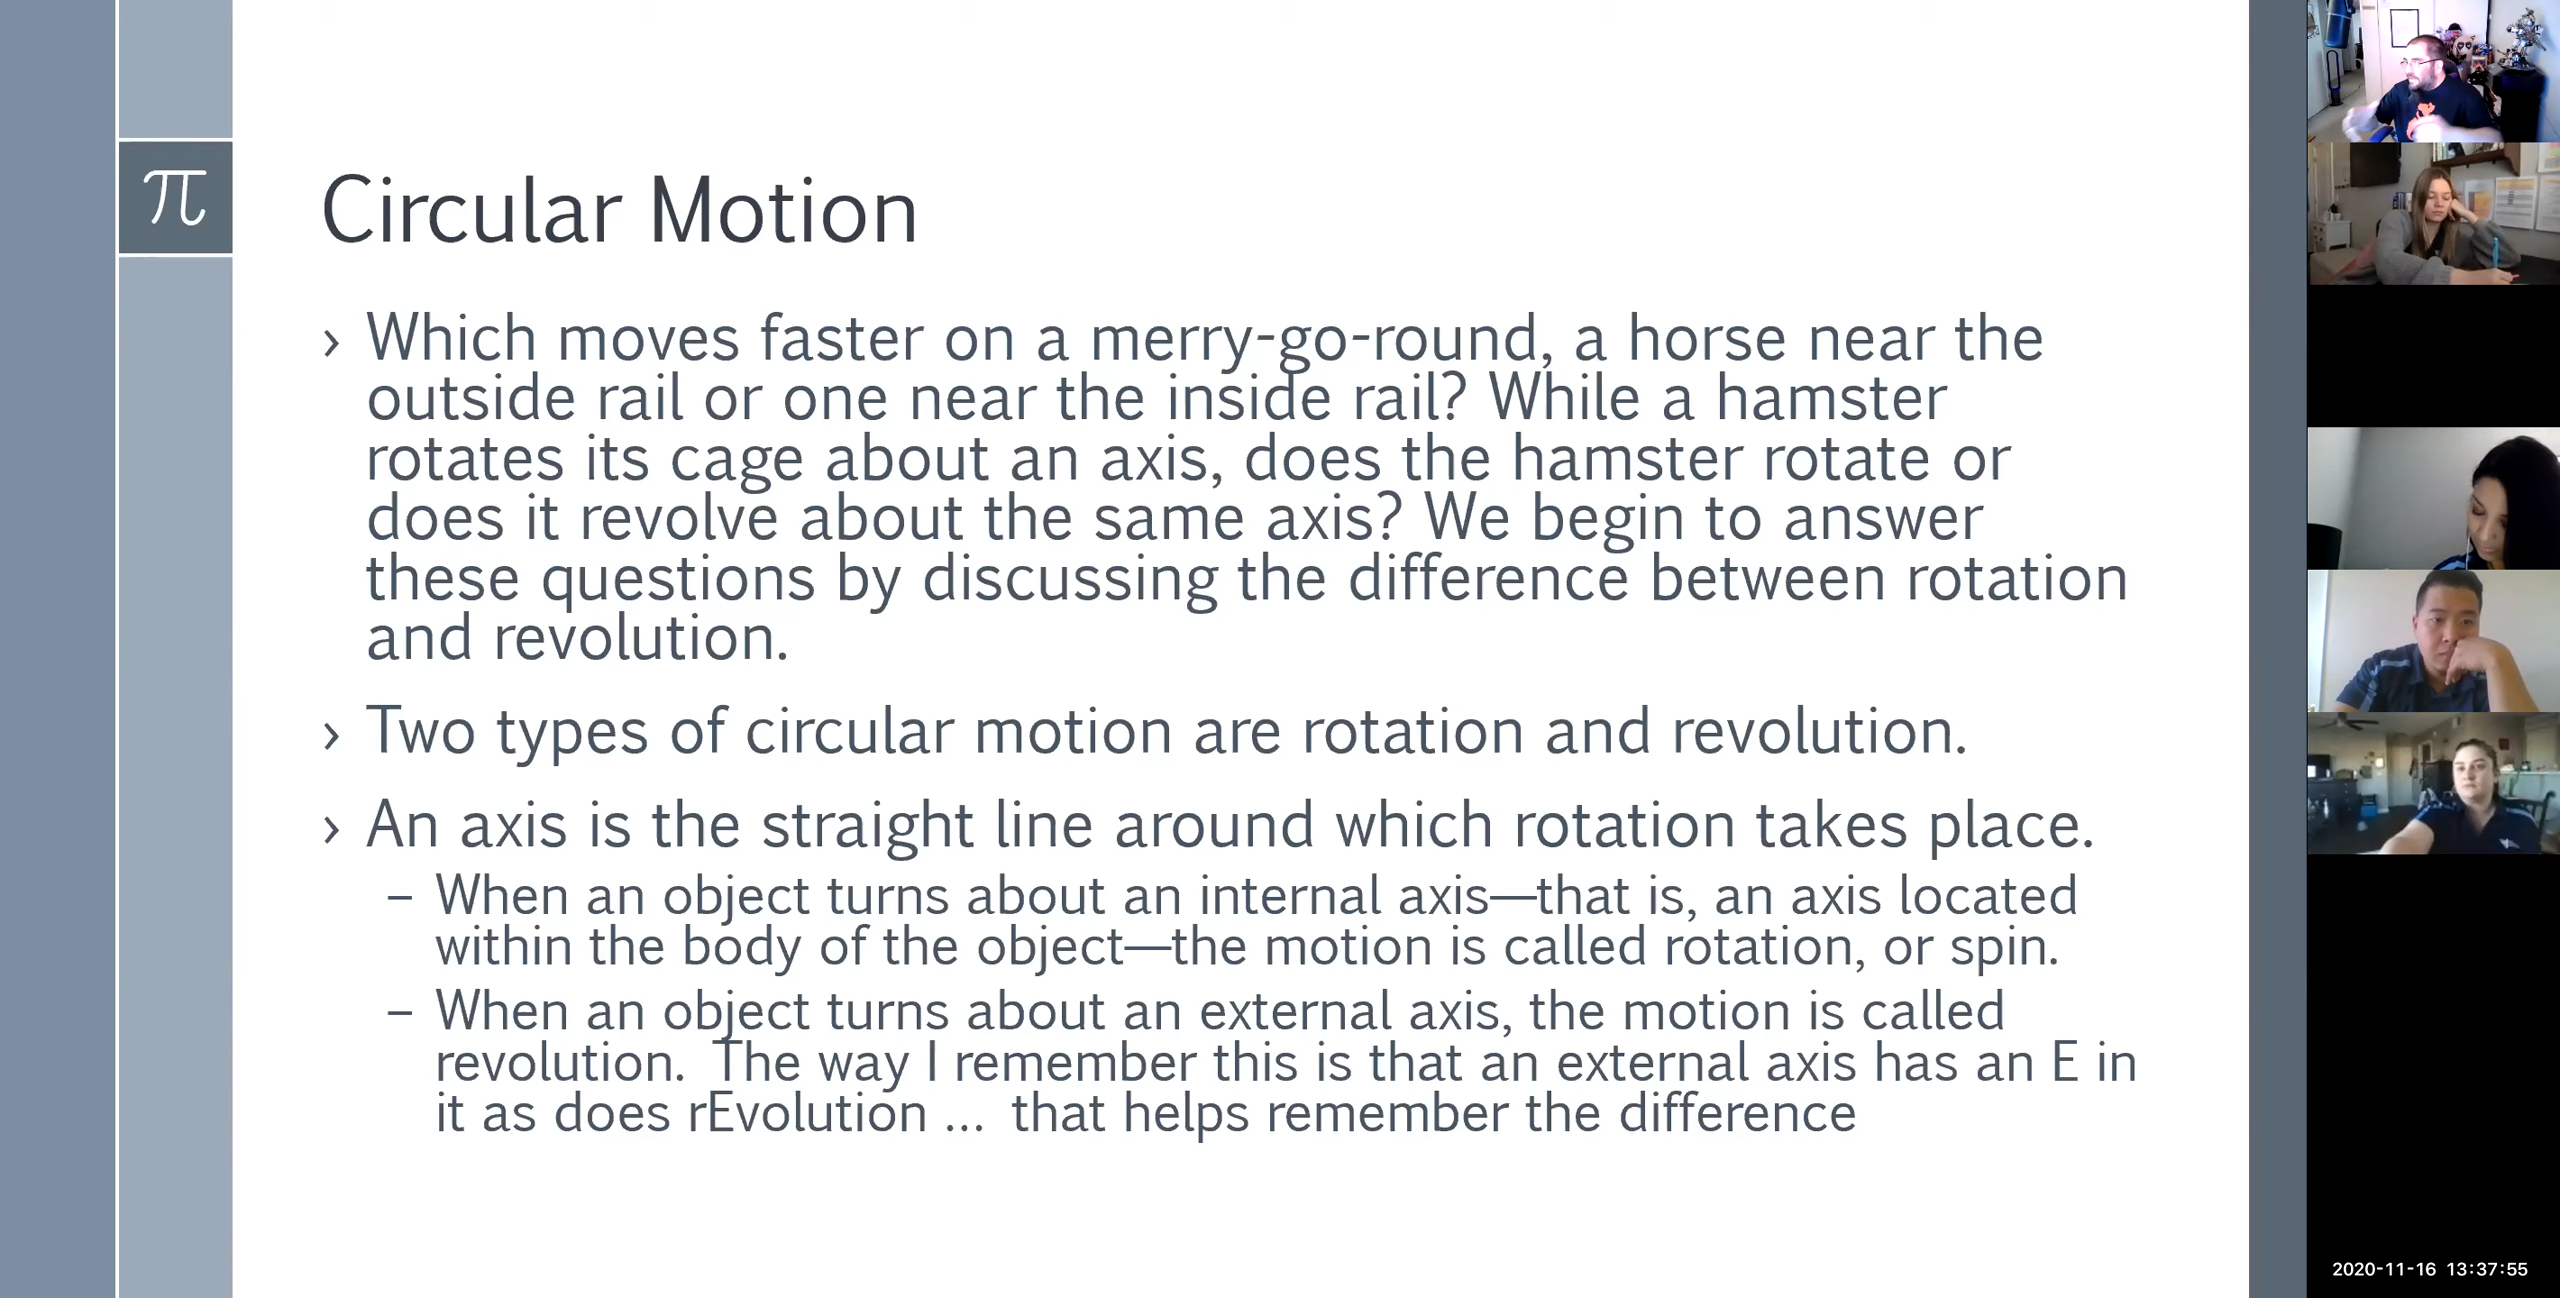 π
Circular Motion
› Which moves faster on a merry-go-round, a horse near the
outside rail or one near the inside rail? While a hamster
rotates its cage about an axis, does the hamster rotate or
does it revolve about the same axis? We begin to answer
these questions by discussing the difference between rotation
and revolution.
› Two types of circular motion are rotation and revolution.
› An axis is the straight line around which rotation takes place.
– When an object turns about an internal axis—that is, an axis located
within the body of the object—the motion is called rotation, or spin.
– When an object turns about an external axis, the motion is called
revolution. The way I remember this is that an external axis has an E in
it as does rEvolution ... that helps remember the difference
2020-11-16 13:37:55